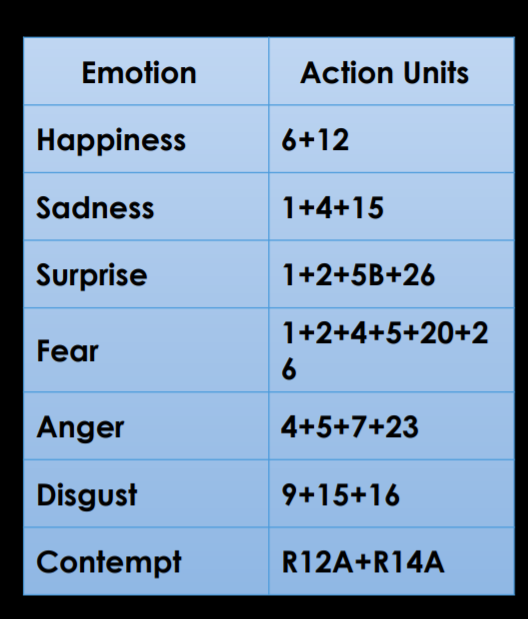 Emotion Action Units
Happiness 6+12
Sadness 1+4+15
Surprise 1+2+5B+26
Fear 1+2+4+5+20+2
6
Anger 4+5+7+23
Disgust 9+15+16
Contempt R12A+R14A